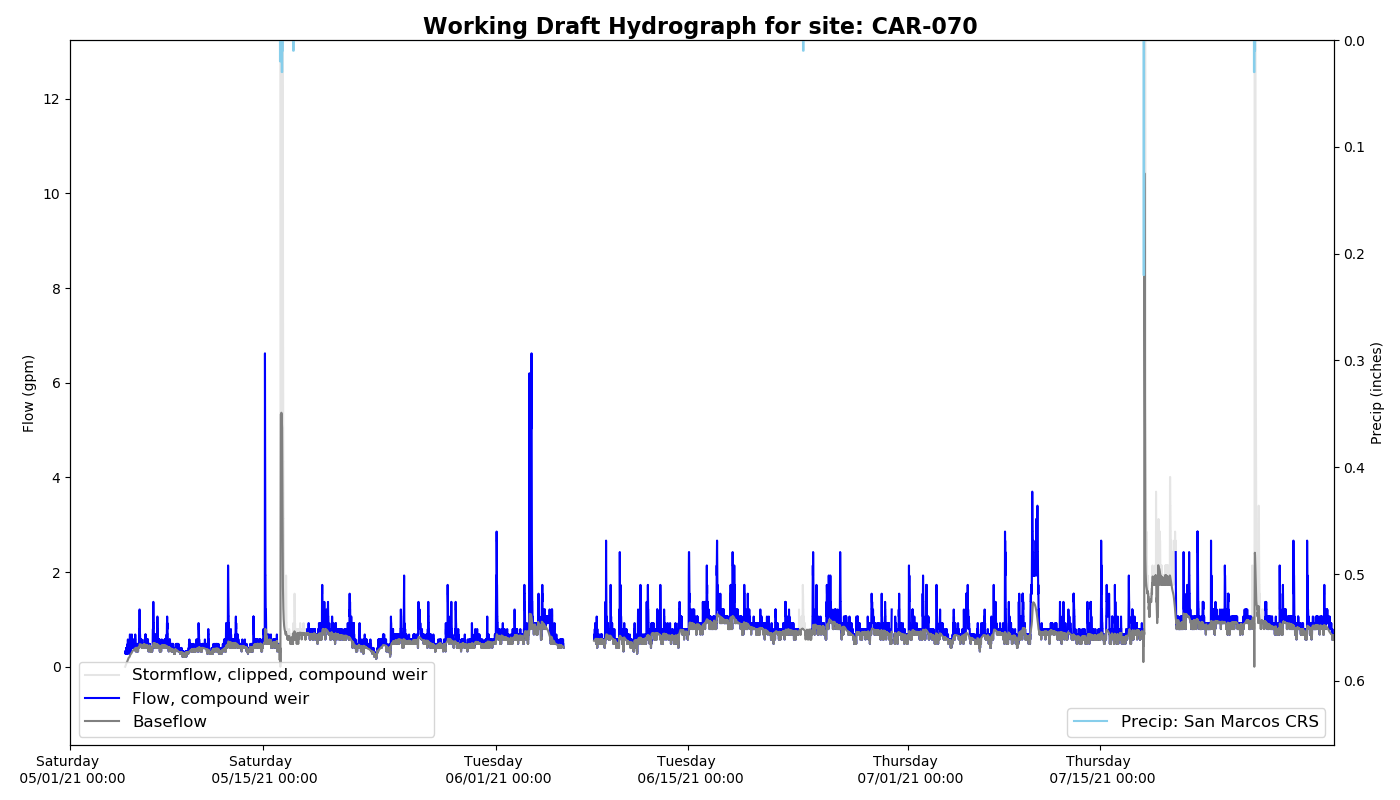 Working Draft Hydrograph for site: CAR-070
0.0
12
0.1
10
0.2
8
0.3
6
Flow (gpm)
Precip (inches)
0.4
4
0.5
2
0
0.6
Stormflow, clipped, compound weir
Flow, compound weir
Baseflow
Precip: San Marcos CRS
Saturday
05/01/21 00:00
Saturday
05/15/21 00:00
Tuesday
06/01/21 00:00
Tuesday
06/15/21 00:00
Thursday
07/01/21 00:00
Thursday
07/15/21 00:00